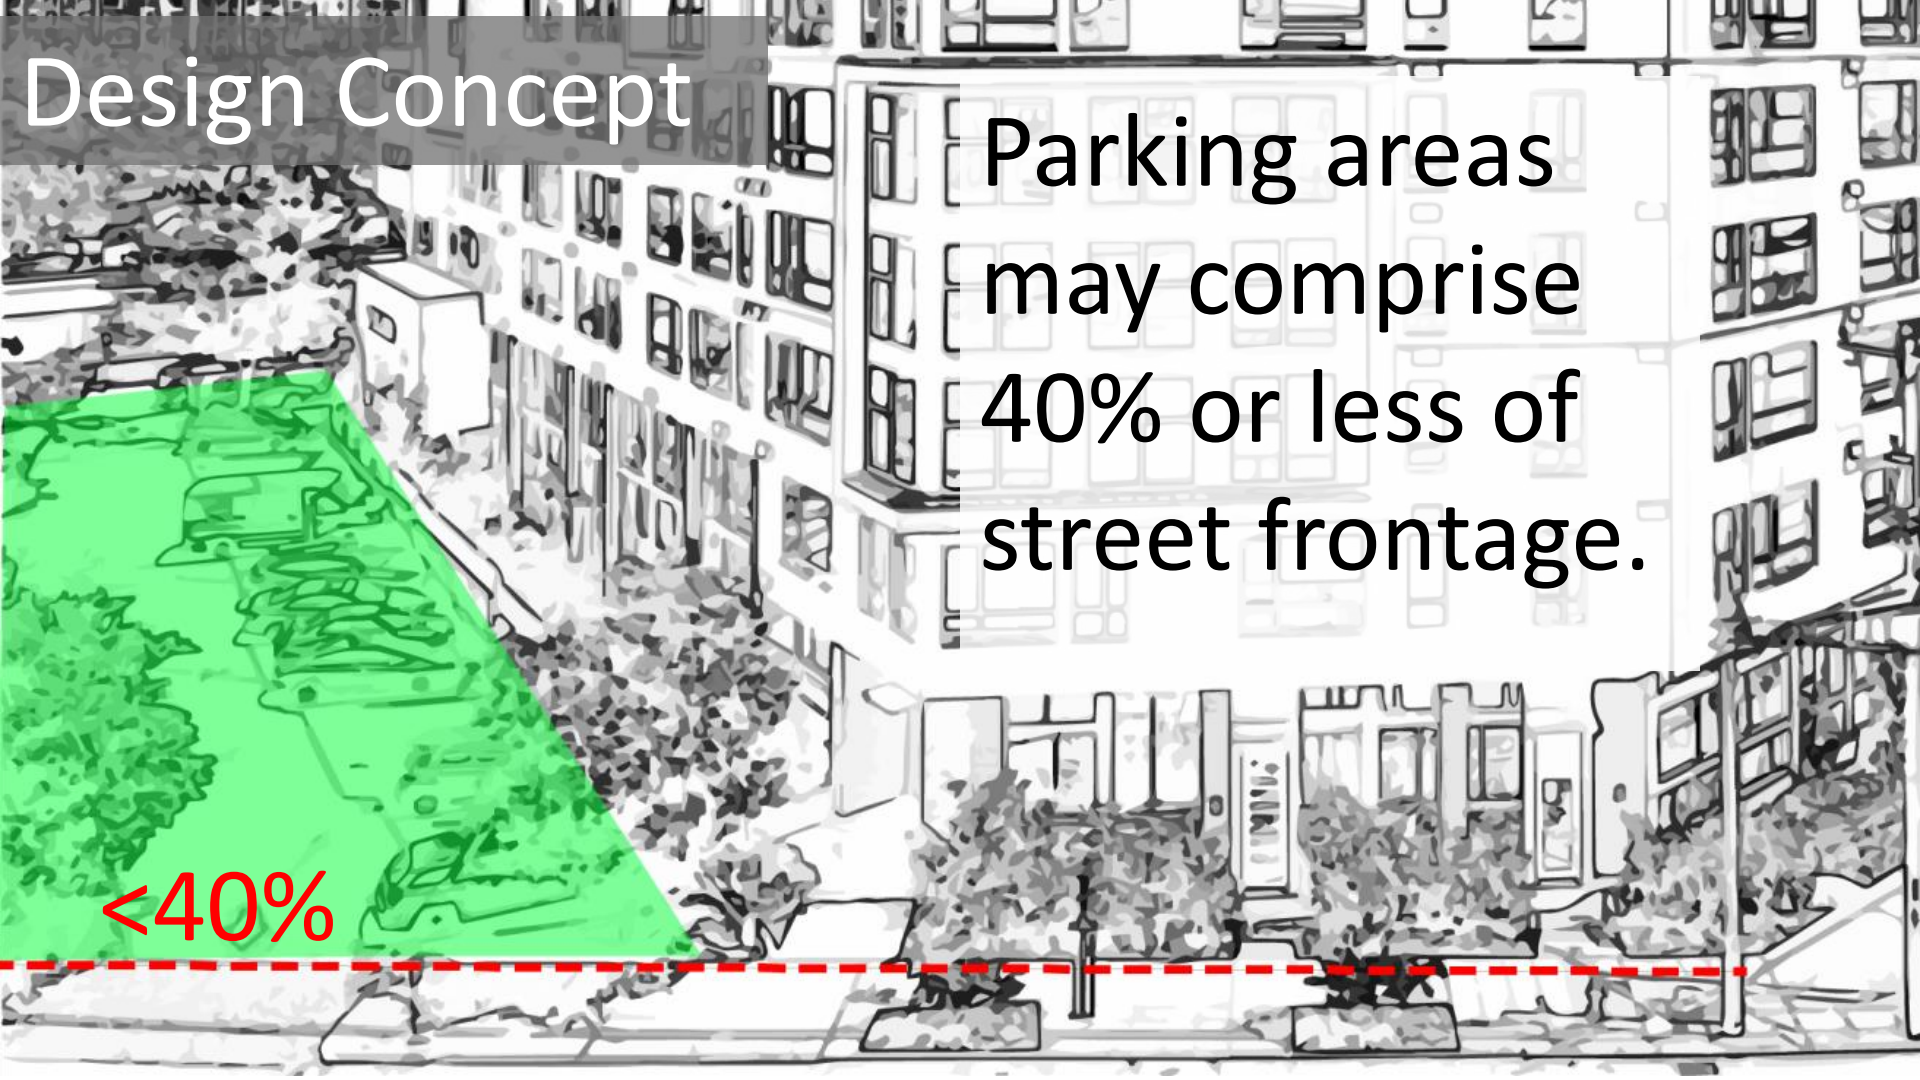 Design Concept
Parking areas
may comprise
40% or less of
street frontage.
<40%